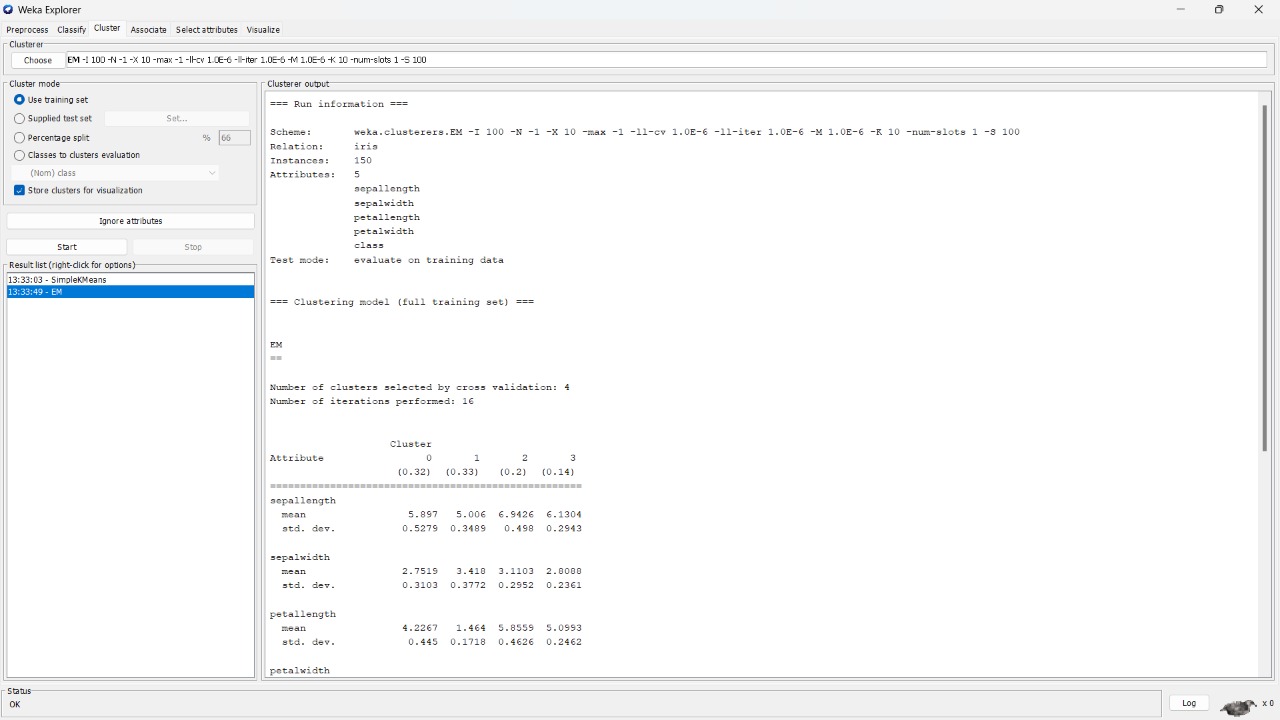 Weka Explorer
Preprocess Classify Cluster Associate Select attributes Visualize
Clusterer
Choose EM -I 100 -N -1 -X 10 -max -1 -ll-cv 1.0E-6 -ll-iter 1.0E-6 -M 1.0E-6 -K 10 -num-slots 1 -S 100
Cluster mode
Use training set
Supplied test set Set...
Percentage split % 66
Classes to clusters evaluation
(Nom) class
Store clusters for visualization
Ignore attributes
Start Stop
Result list (right-click for options)
13:33:03 - SimpleKMeans
13:33:49 - EM
Clusterer output
=== Run information ===
Scheme: weka.clusterers.EM -I 100 -N -1 -X 10 -max -1 -ll-cv 1.0E-6 -ll-iter 1.0E-6 -M 1.0E-6 -K 10 -num-slots 1 -S 100
Relation: iris
Instances: 150
Attributes: 5
sepallength
sepalwidth
petallength
petalwidth
class
Test mode: evaluate on training data
=== Clustering model (full training set) ===
EM
==
Number of clusters selected by cross validation: 4
Number of iterations performed: 16
Cluster
Attribute 0 1 2 3
(0.32) (0.33) (0.2) (0.14)
====================================================
sepallength
mean 5.897 5.006 6.9426 6.1304
std. dev. 0.5279 0.3489 0.498 0.2943
sepalwidth
mean 2.7519 3.418 3.1103 2.8088
std. dev. 0.3103 0.3772 0.2952 0.2361
petallength
mean 4.2267 1.464 5.8559 5.0993
std. dev. 0.445 0.1718 0.4626 0.2462
petalwidth
Status
OK
Log x 0